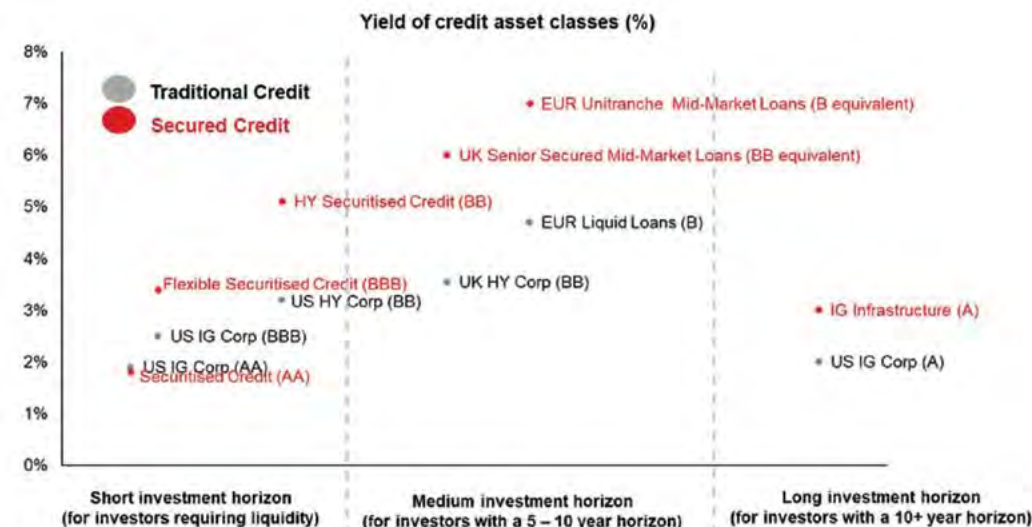 Yield of credit asset classes (%)
8%
7%
6%
5%
4%
3%
2%
1%
0%
Traditional Credit
Secured Credit
EUR Unitranche Mid-Market Loans (B equivalent)
UK Senior Secured Mid-Market Loans (BB equivalent)
HY Securitised Credit (BB)
EUR Liquid Loans (B)
Flexible Securitised Credit (BBB)
US HY Corp (BB)
UK HY Corp (BB)
US IG Corp (BBB)
US IG Corp (AA)
Securitised Credit (AA)
IG Infrastructure (A)
US IG Corp (A)
Short investment horizon
(for investors requiring liquidity)
Medium investment horizon
(for investors with a 5 – 10 year horizon)
Long investment horizon
(for investors with a 10+ year horizon)